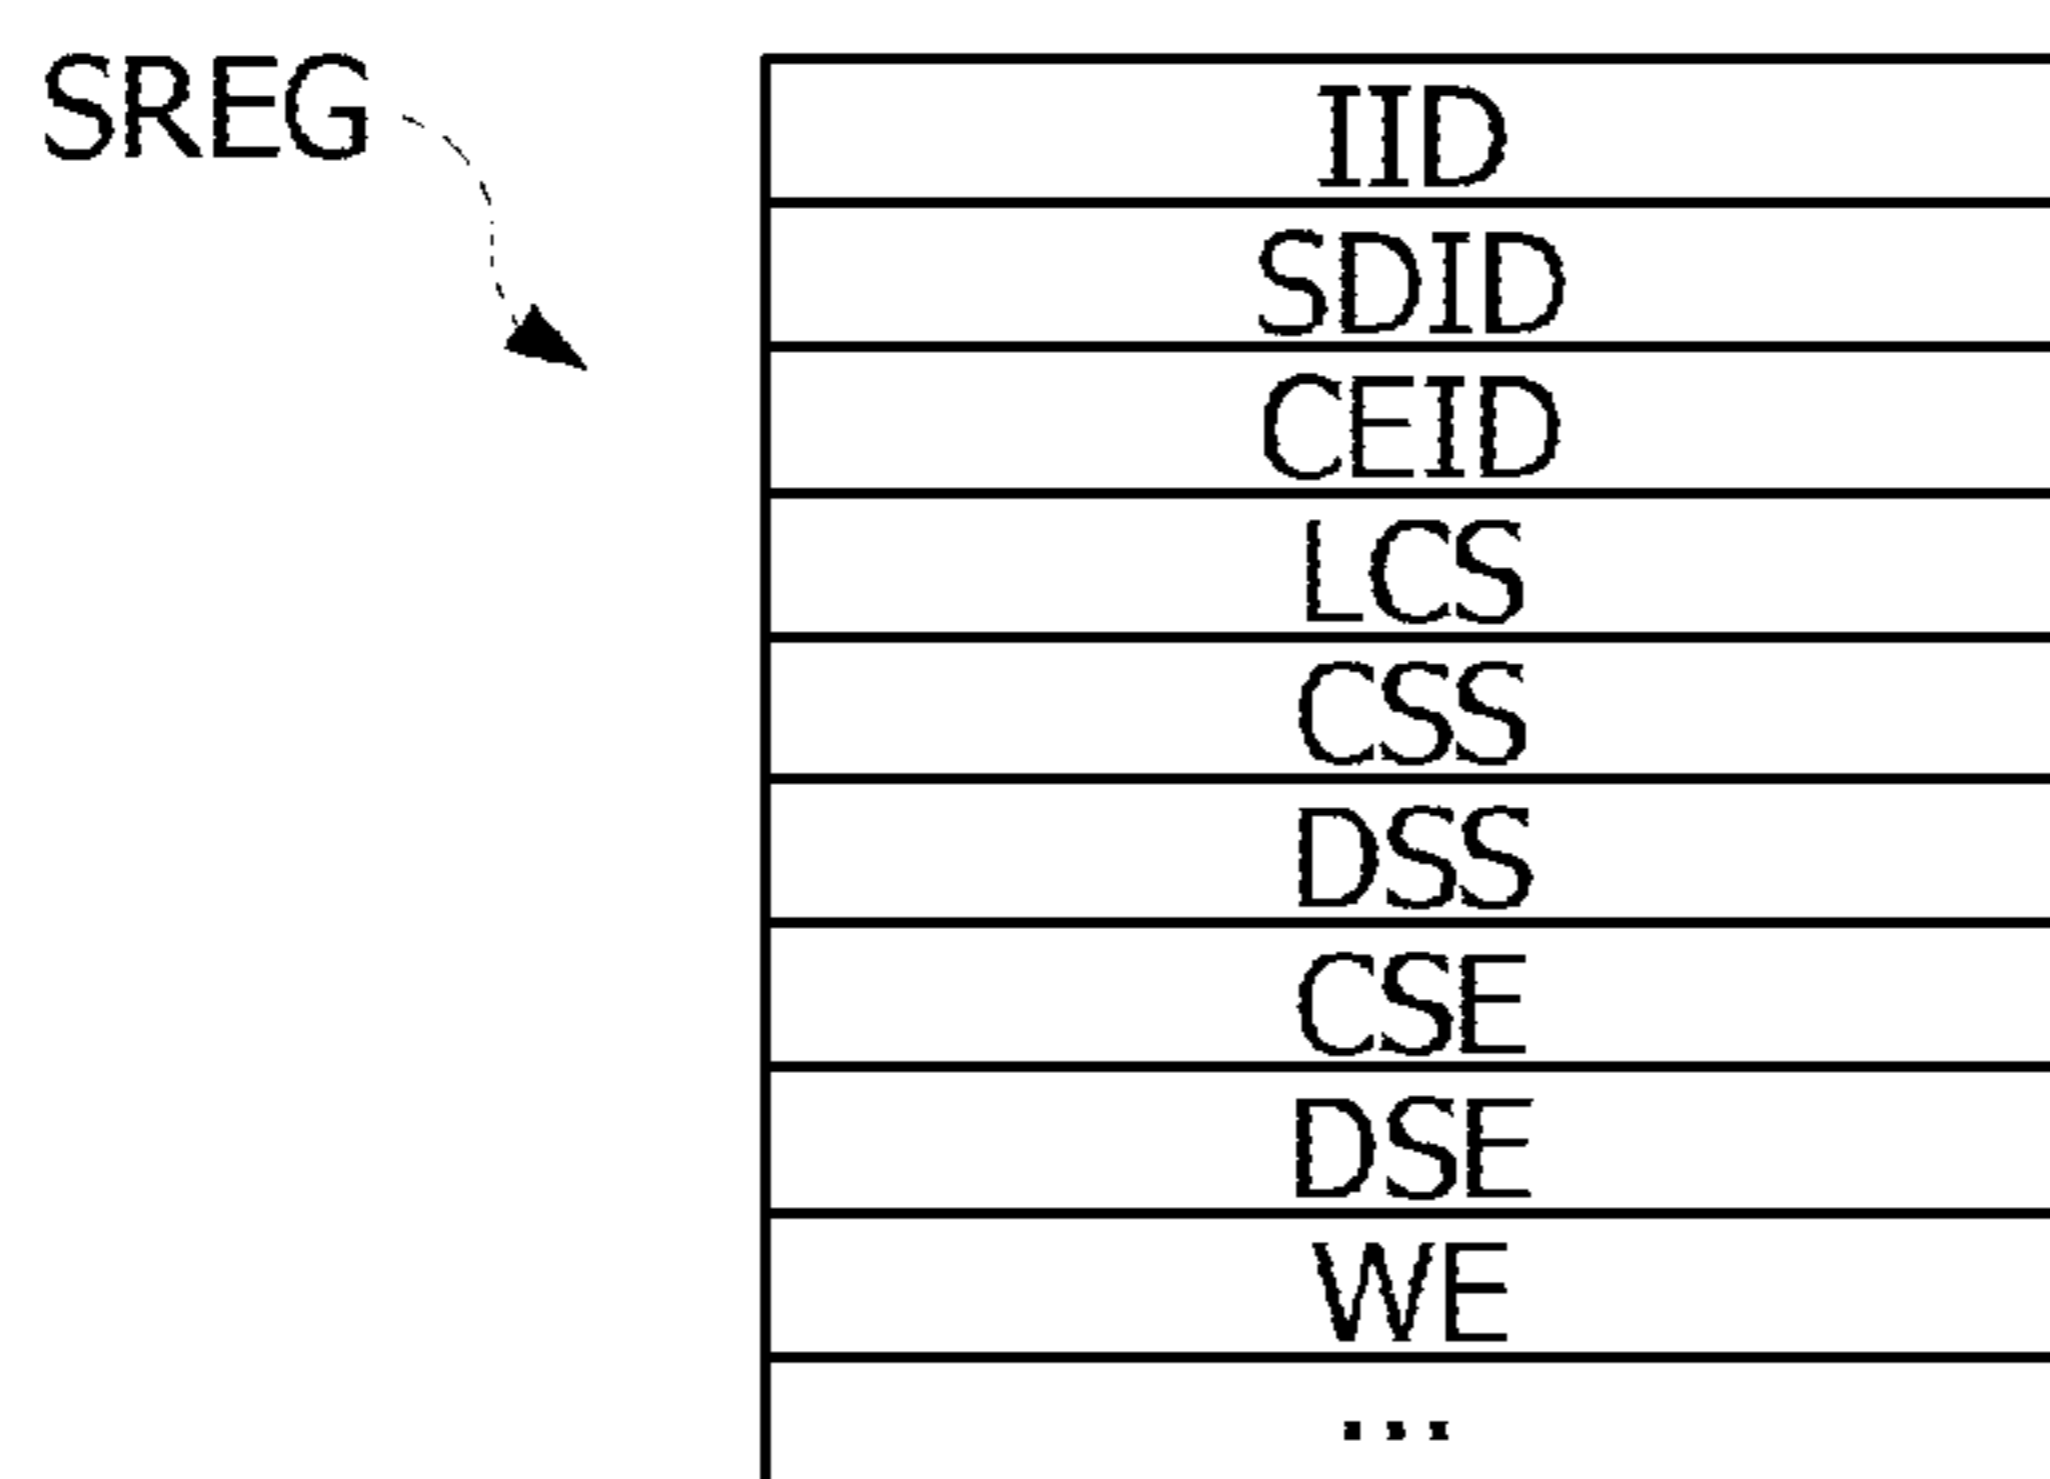 SREG
IID
SDID
CEID
LCS
CSS
DSS
CSE
DSE
WE
...